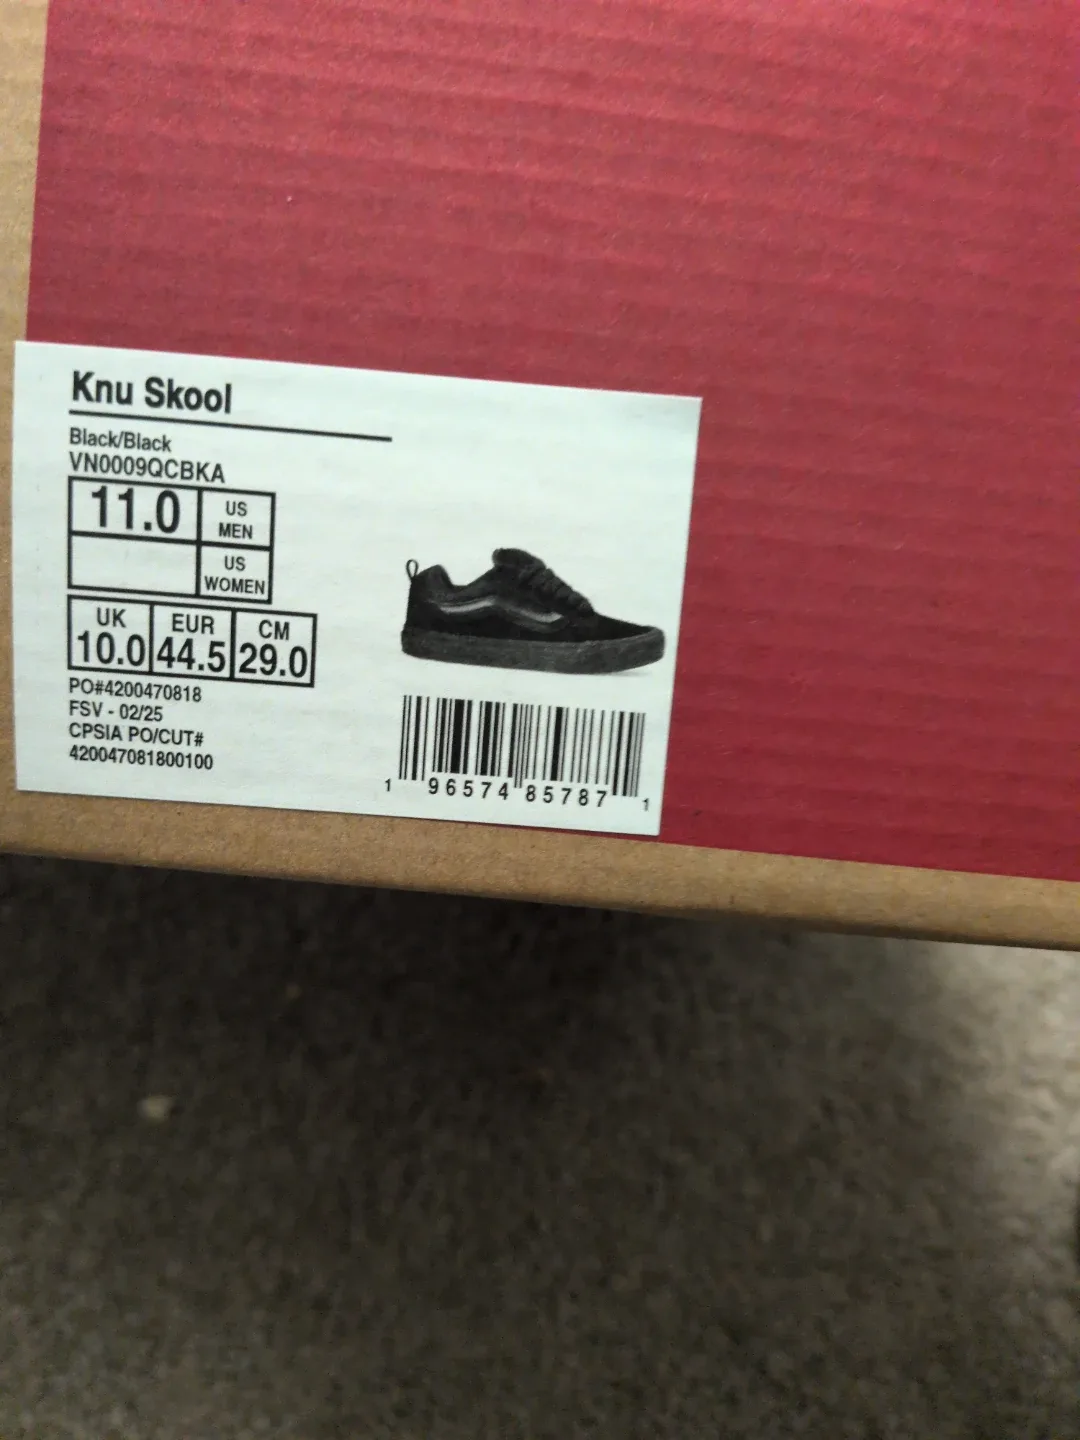 Knu Skool
Black/Black
VN0009QCBKA
11.0 US MEN
US WOMEN
UK EUR CM
10.0 44.5 29.0
PO#4200470818
FSV - 02/25
CPSIA PO/CUT#
420047081800100
1 96574 85787 1